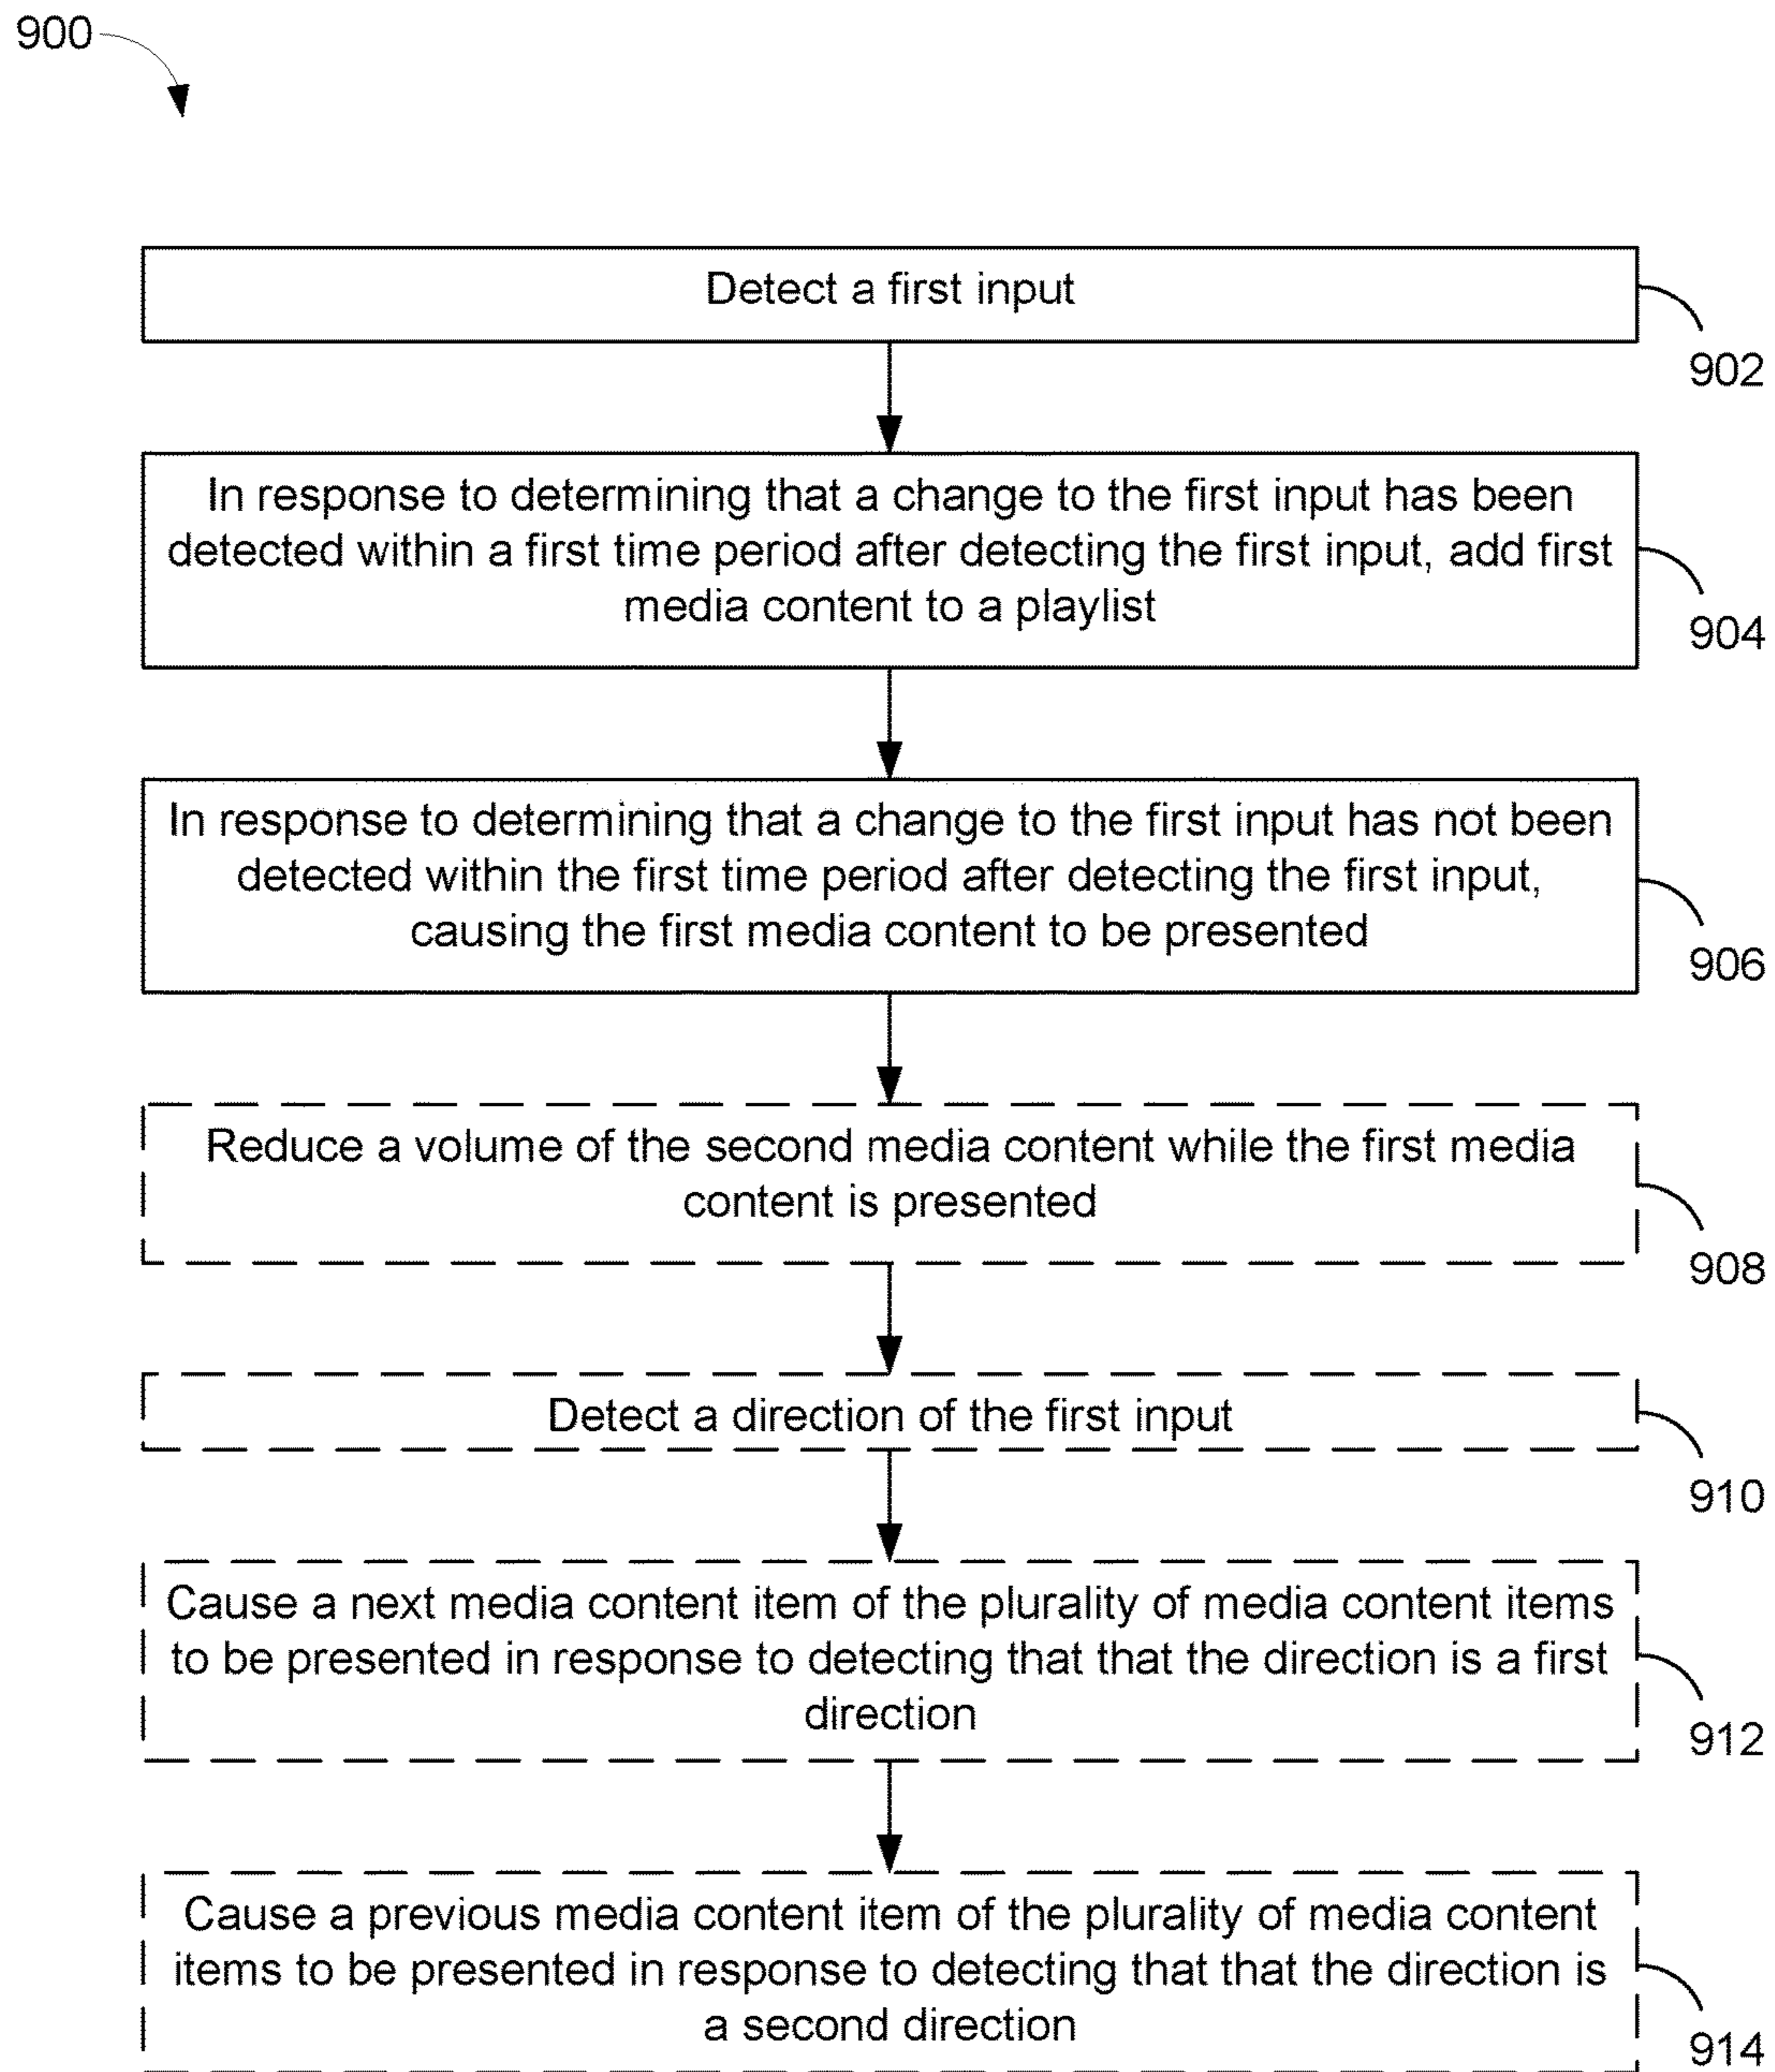 900
Detect a first input
902
In response to determining that a change to the first input has been
detected within a first time period after detecting the first input, add first
media content to a playlist
904
In response to determining that a change to the first input has not been
detected within the first time period after detecting the first input,
causing the first media content to be presented
906
Reduce a volume of the second media content while the first media
content is presented
908
Detect a direction of the first input
910
Cause a next media content item of the plurality of media content items
to be presented in response to detecting that that the direction is a first
direction
912
Cause a previous media content item of the plurality of media content
items to be presented in response to detecting that that the direction is
a second direction
914